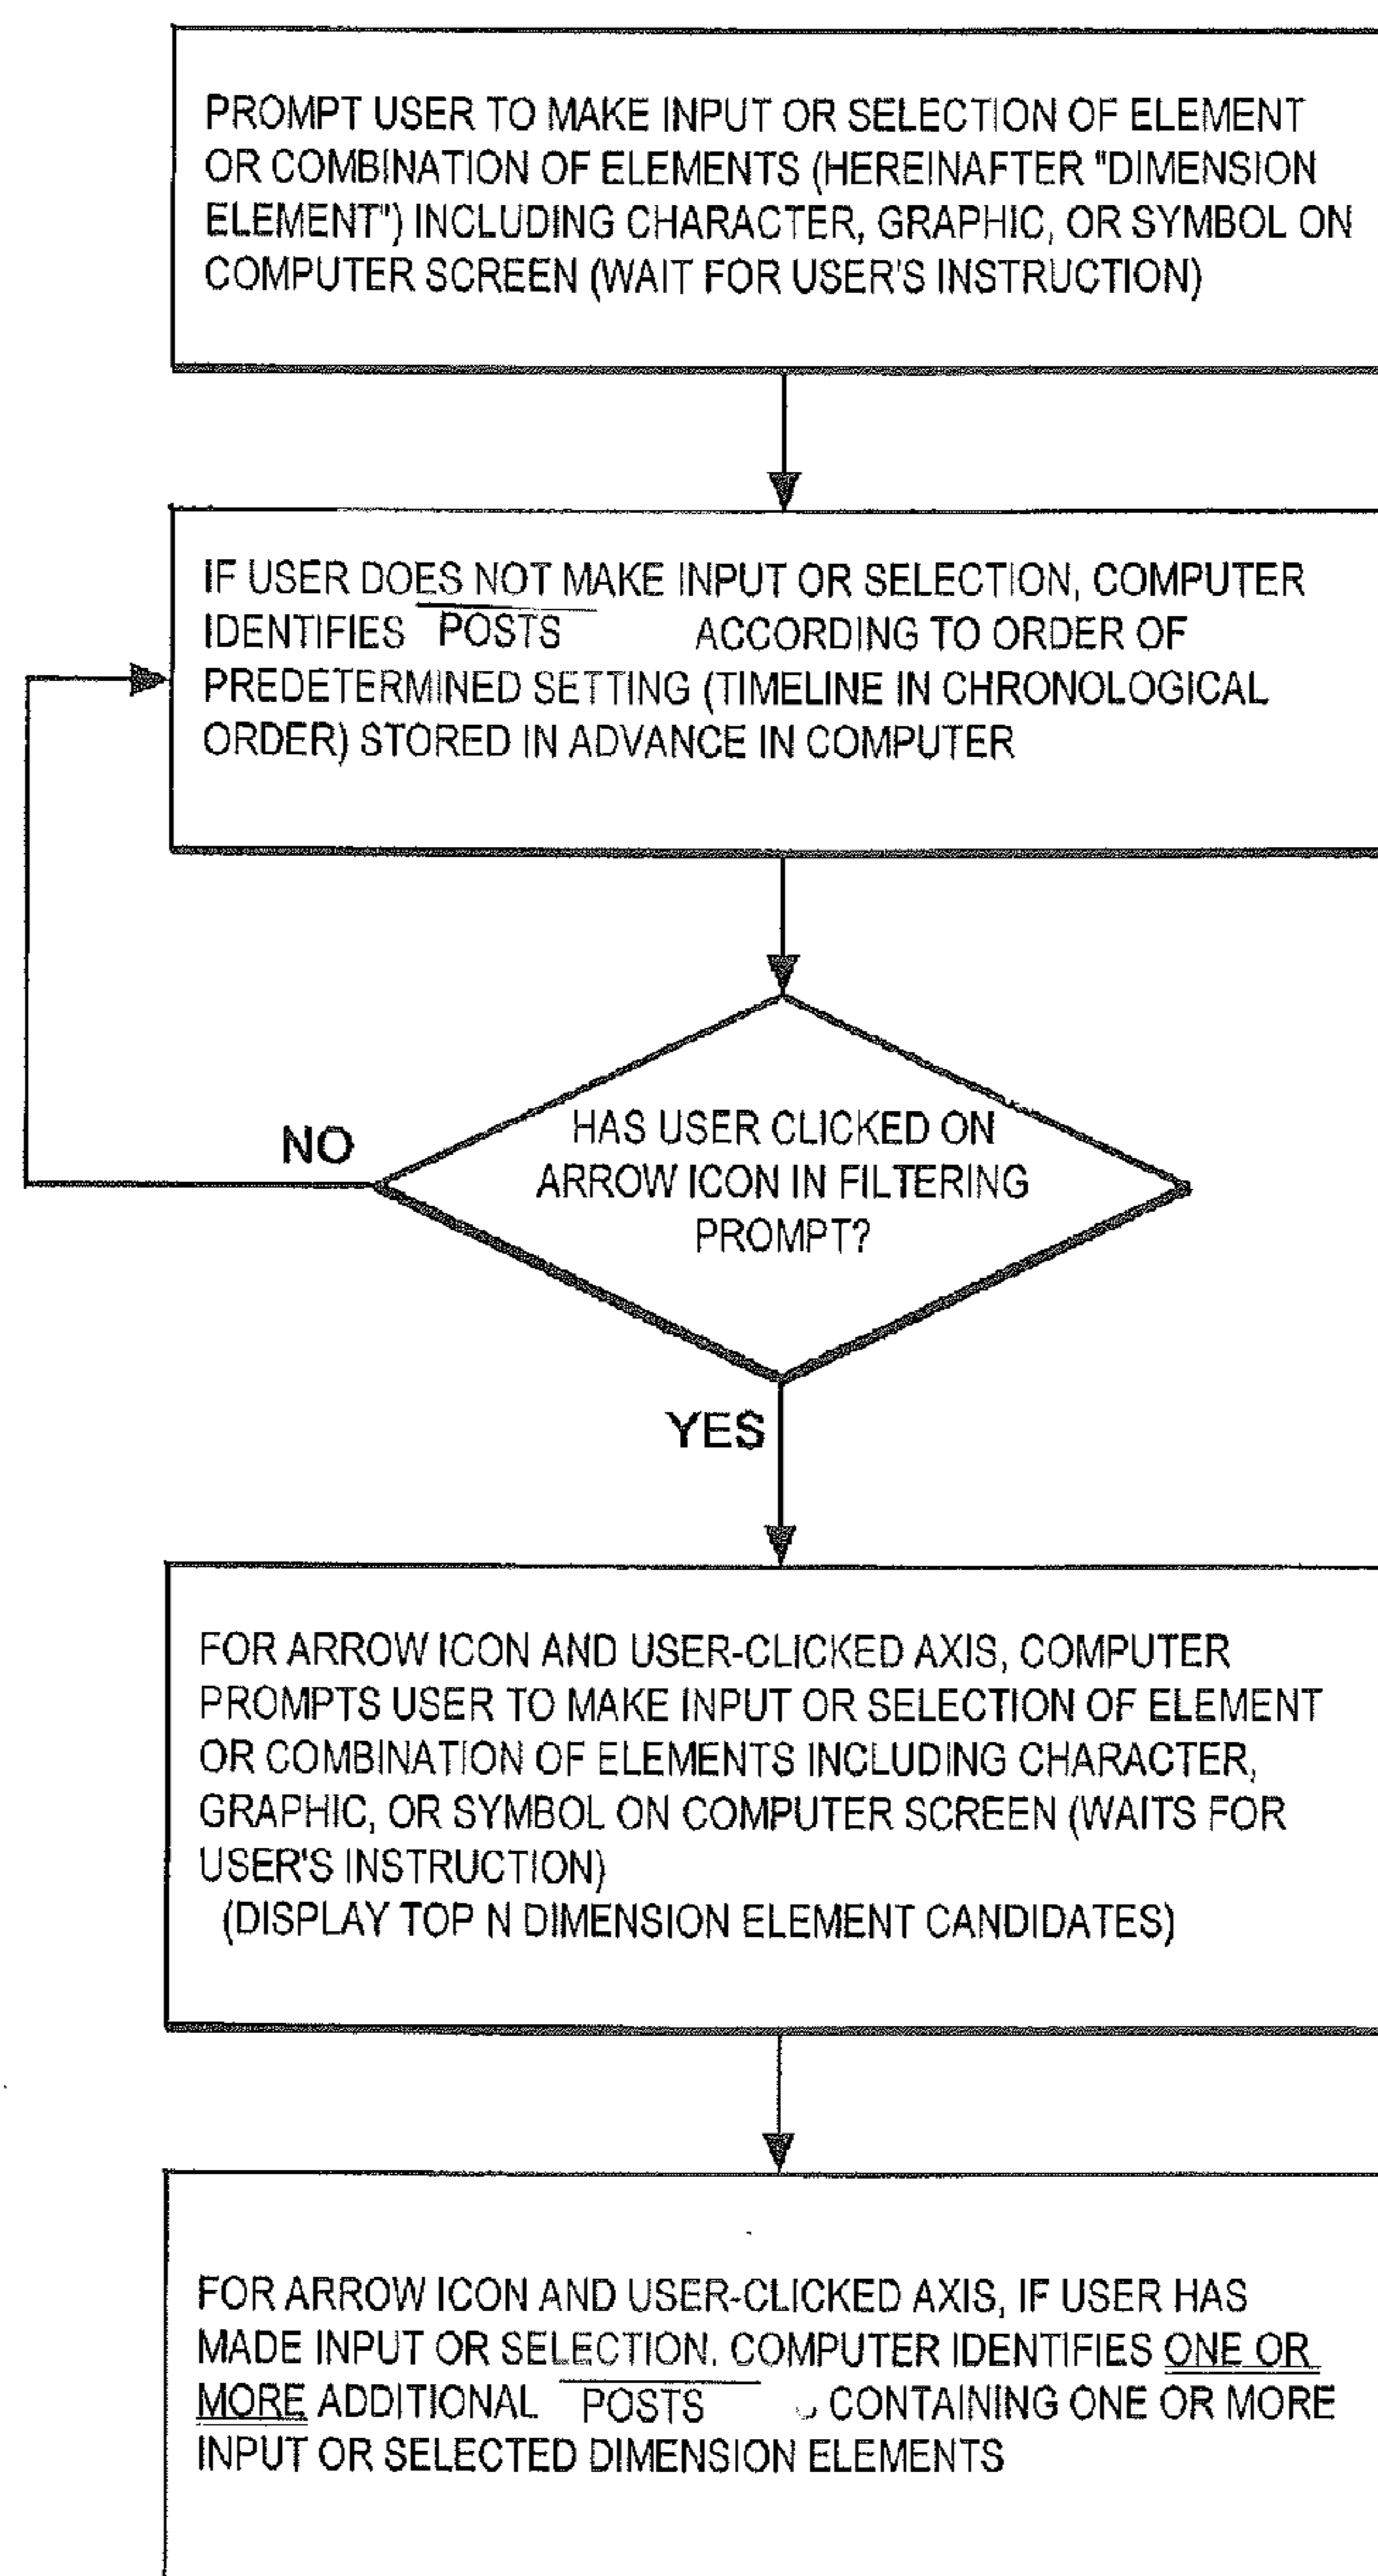 PROMPT USER TO MAKE INPUT OR SELECTION OF ELEMENT
OR COMBINATION OF ELEMENTS (HEREINAFTER "DIMENSION
ELEMENT") INCLUDING CHARACTER, GRAPHIC, OR SYMBOL ON
COMPUTER SCREEN (WAIT FOR USER'S INSTRUCTION)
IF USER DOES NOT MAKE INPUT OR SELECTION, COMPUTER
IDENTIFIES POSTS ACCORDING TO ORDER OF
PREDETERMINED SETTING (TIMELINE IN CHRONOLOGICAL
ORDER) STORED IN ADVANCE IN COMPUTER
NO
HAS USER CLICKED ON
ARROW ICON IN FILTERING
PROMPT?
YES
FOR ARROW ICON AND USER-CLICKED AXIS, COMPUTER
PROMPTS USER TO MAKE INPUT OR SELECTION OF ELEMENT
OR COMBINATION OF ELEMENTS INCLUDING CHARACTER,
GRAPHIC, OR SYMBOL ON COMPUTER SCREEN (WAITS FOR
USER'S INSTRUCTION)
(DISPLAY TOP N DIMENSION ELEMENT CANDIDATES)
FOR ARROW ICON AND USER-CLICKED AXIS, IF USER HAS
MADE INPUT OR SELECTION. COMPUTER IDENTIFIES ONE OR
MORE ADDITIONAL POSTS CONTAINING ONE OR MORE
INPUT OR SELECTED DIMENSION ELEMENTS